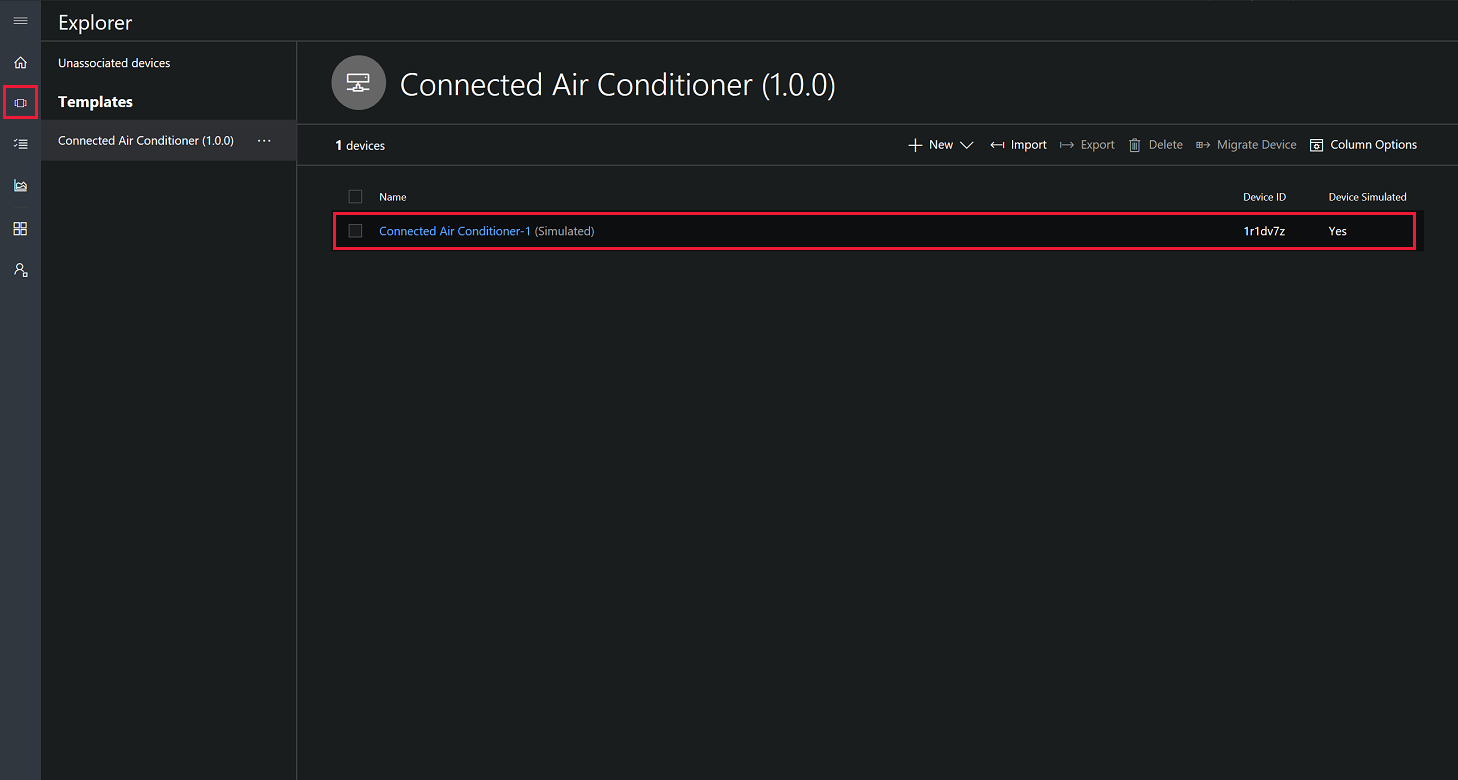 Explorer
Unassociated devices
Templates
Connected Air Conditioner (1.0.0) ...
Connected Air Conditioner (1.0.0)
1 devices
New Import Export Delete Migrate Device Column Options
Name Device ID Device Simulated
Connected Air Conditioner-1 (Simulated) 1r1dv7z Yes